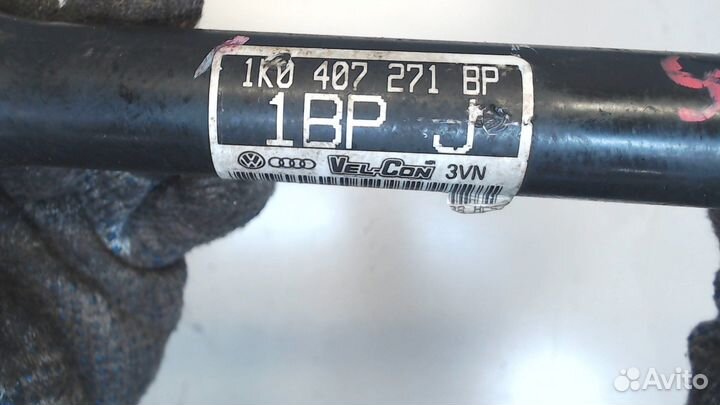 1K0 407 271 BP
1BP J
VEL-CON 3VN
Avito